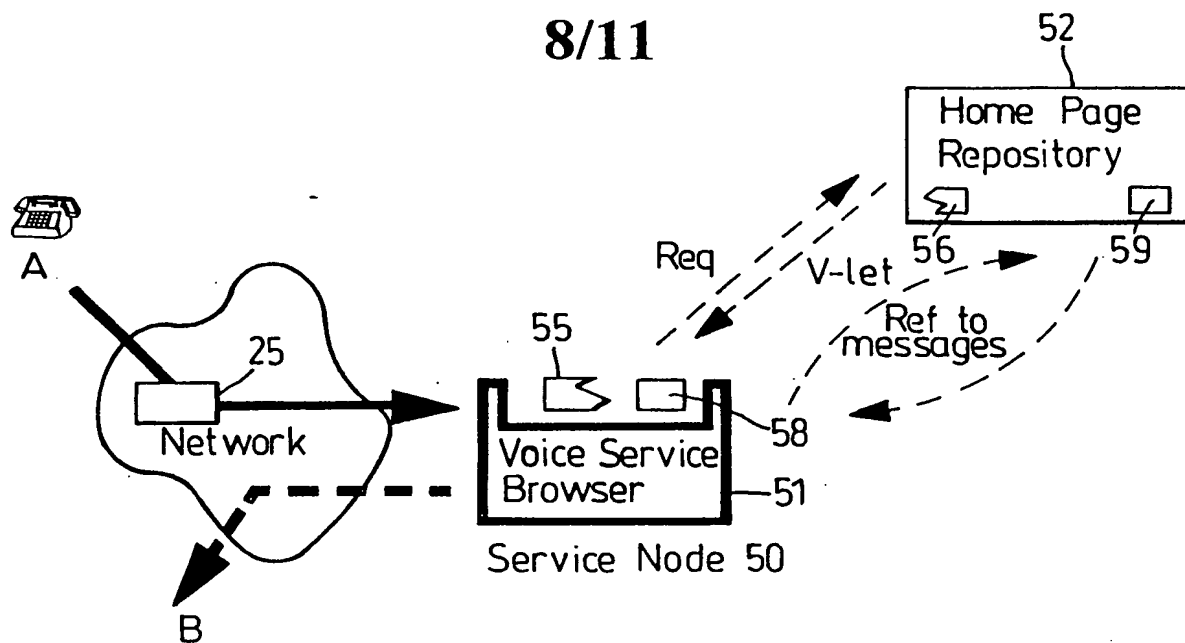 8/11
52
Home Page
Repository
56
59
A
Req
V-let
Ref to
messages
25
55
Network
58
Voice Service
Browser
51
Service Node 50
B